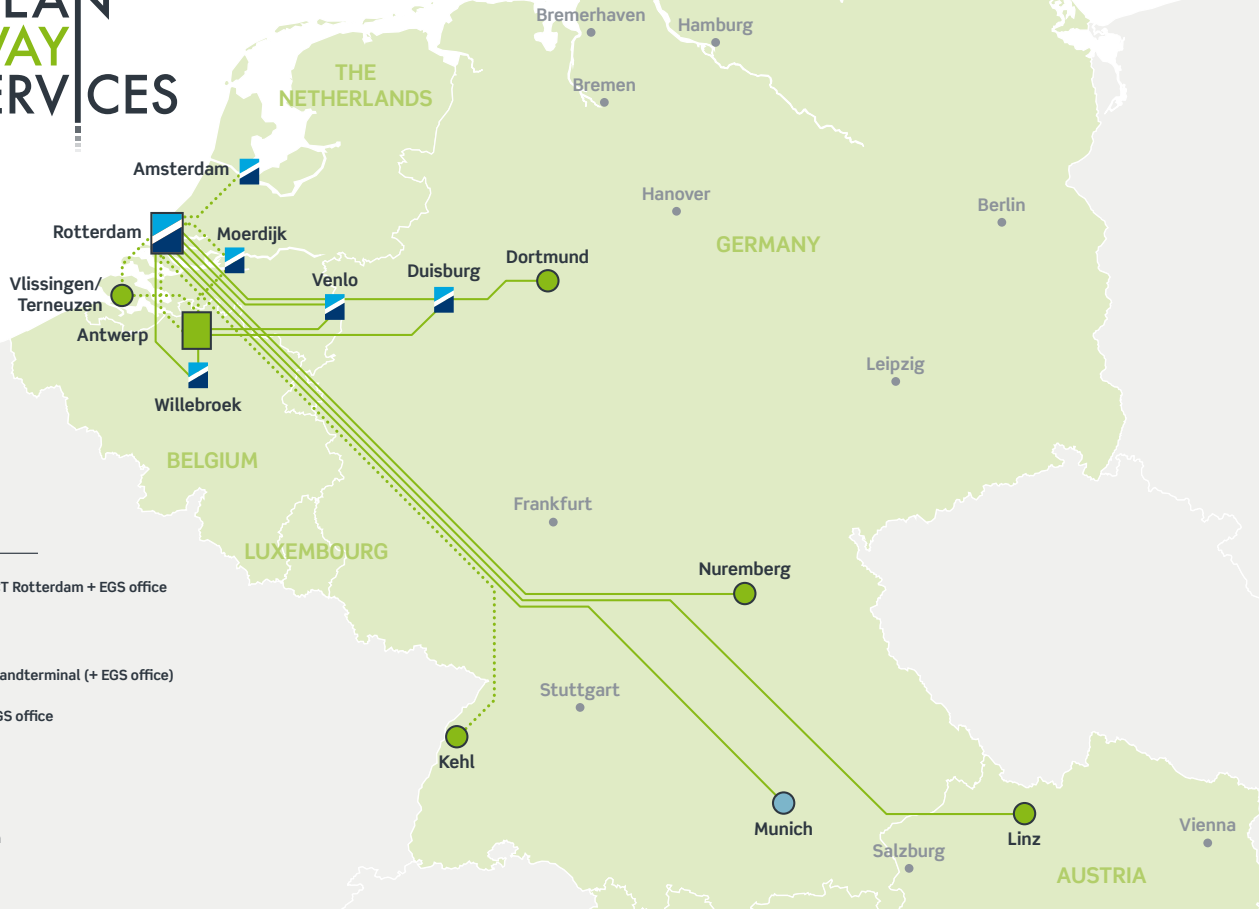 EAN
WAY
ERVICES
Bremerhaven
Hamburg
THE
NETHERLANDS
Bremen
Amsterdam
Hanover
Berlin
Rotterdam
Moerdijk
GERMANY
Dortmund
Duisburg
Venlo
Vlissingen/
Terneuzen
Antwerp
Leipzig
Willebroek
BELGIUM
Frankfurt
LUXEMBOURG
Nuremberg
T Rotterdam + EGS office
andterminal (+ EGS office)
Stuttgart
GS office
Kehl
Munich
Linz
Vienna
Salzburg
AUSTRIA